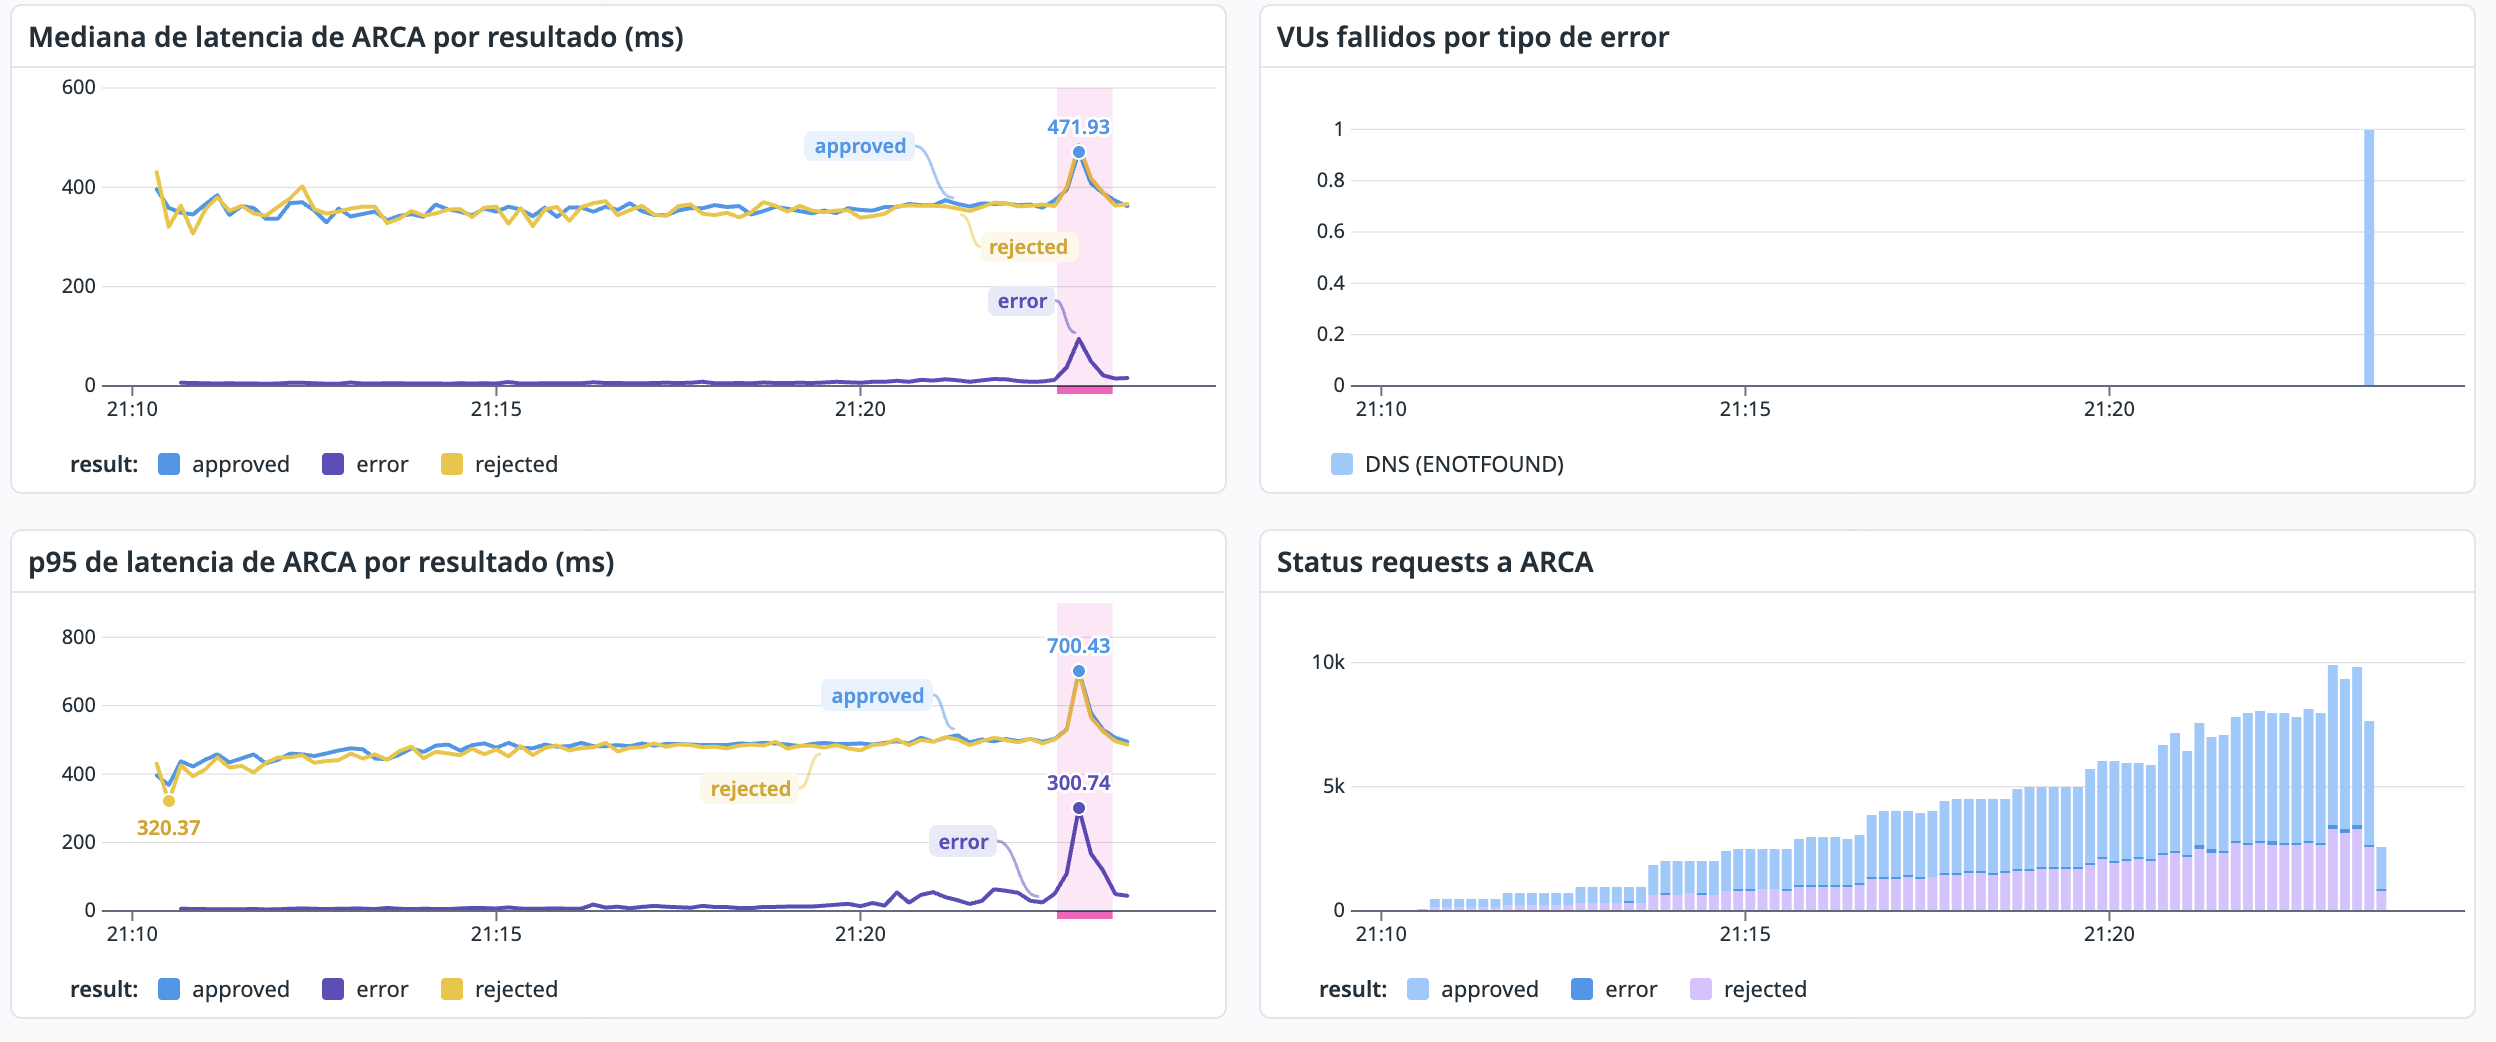 Mediana de latencia de ARCA por resultado (ms)
600
400
200
0
471.93
approved
rejected
error
21:10
21:15
21:20
result: approved error rejected
VUs fallidos por tipo de error
1
0.8
0.6
0.4
0.2
0
21:10
21:15
21:20
DNS (ENOTFOUND)
p95 de latencia de ARCA por resultado (ms)
800
600
400
200
0
700.43
approved
rejected
300.74
error
320.37
21:10
21:15
21:20
result: approved error rejected
Status requests a ARCA
10k
5k
0
21:10
21:15
21:20
result: approved error rejected